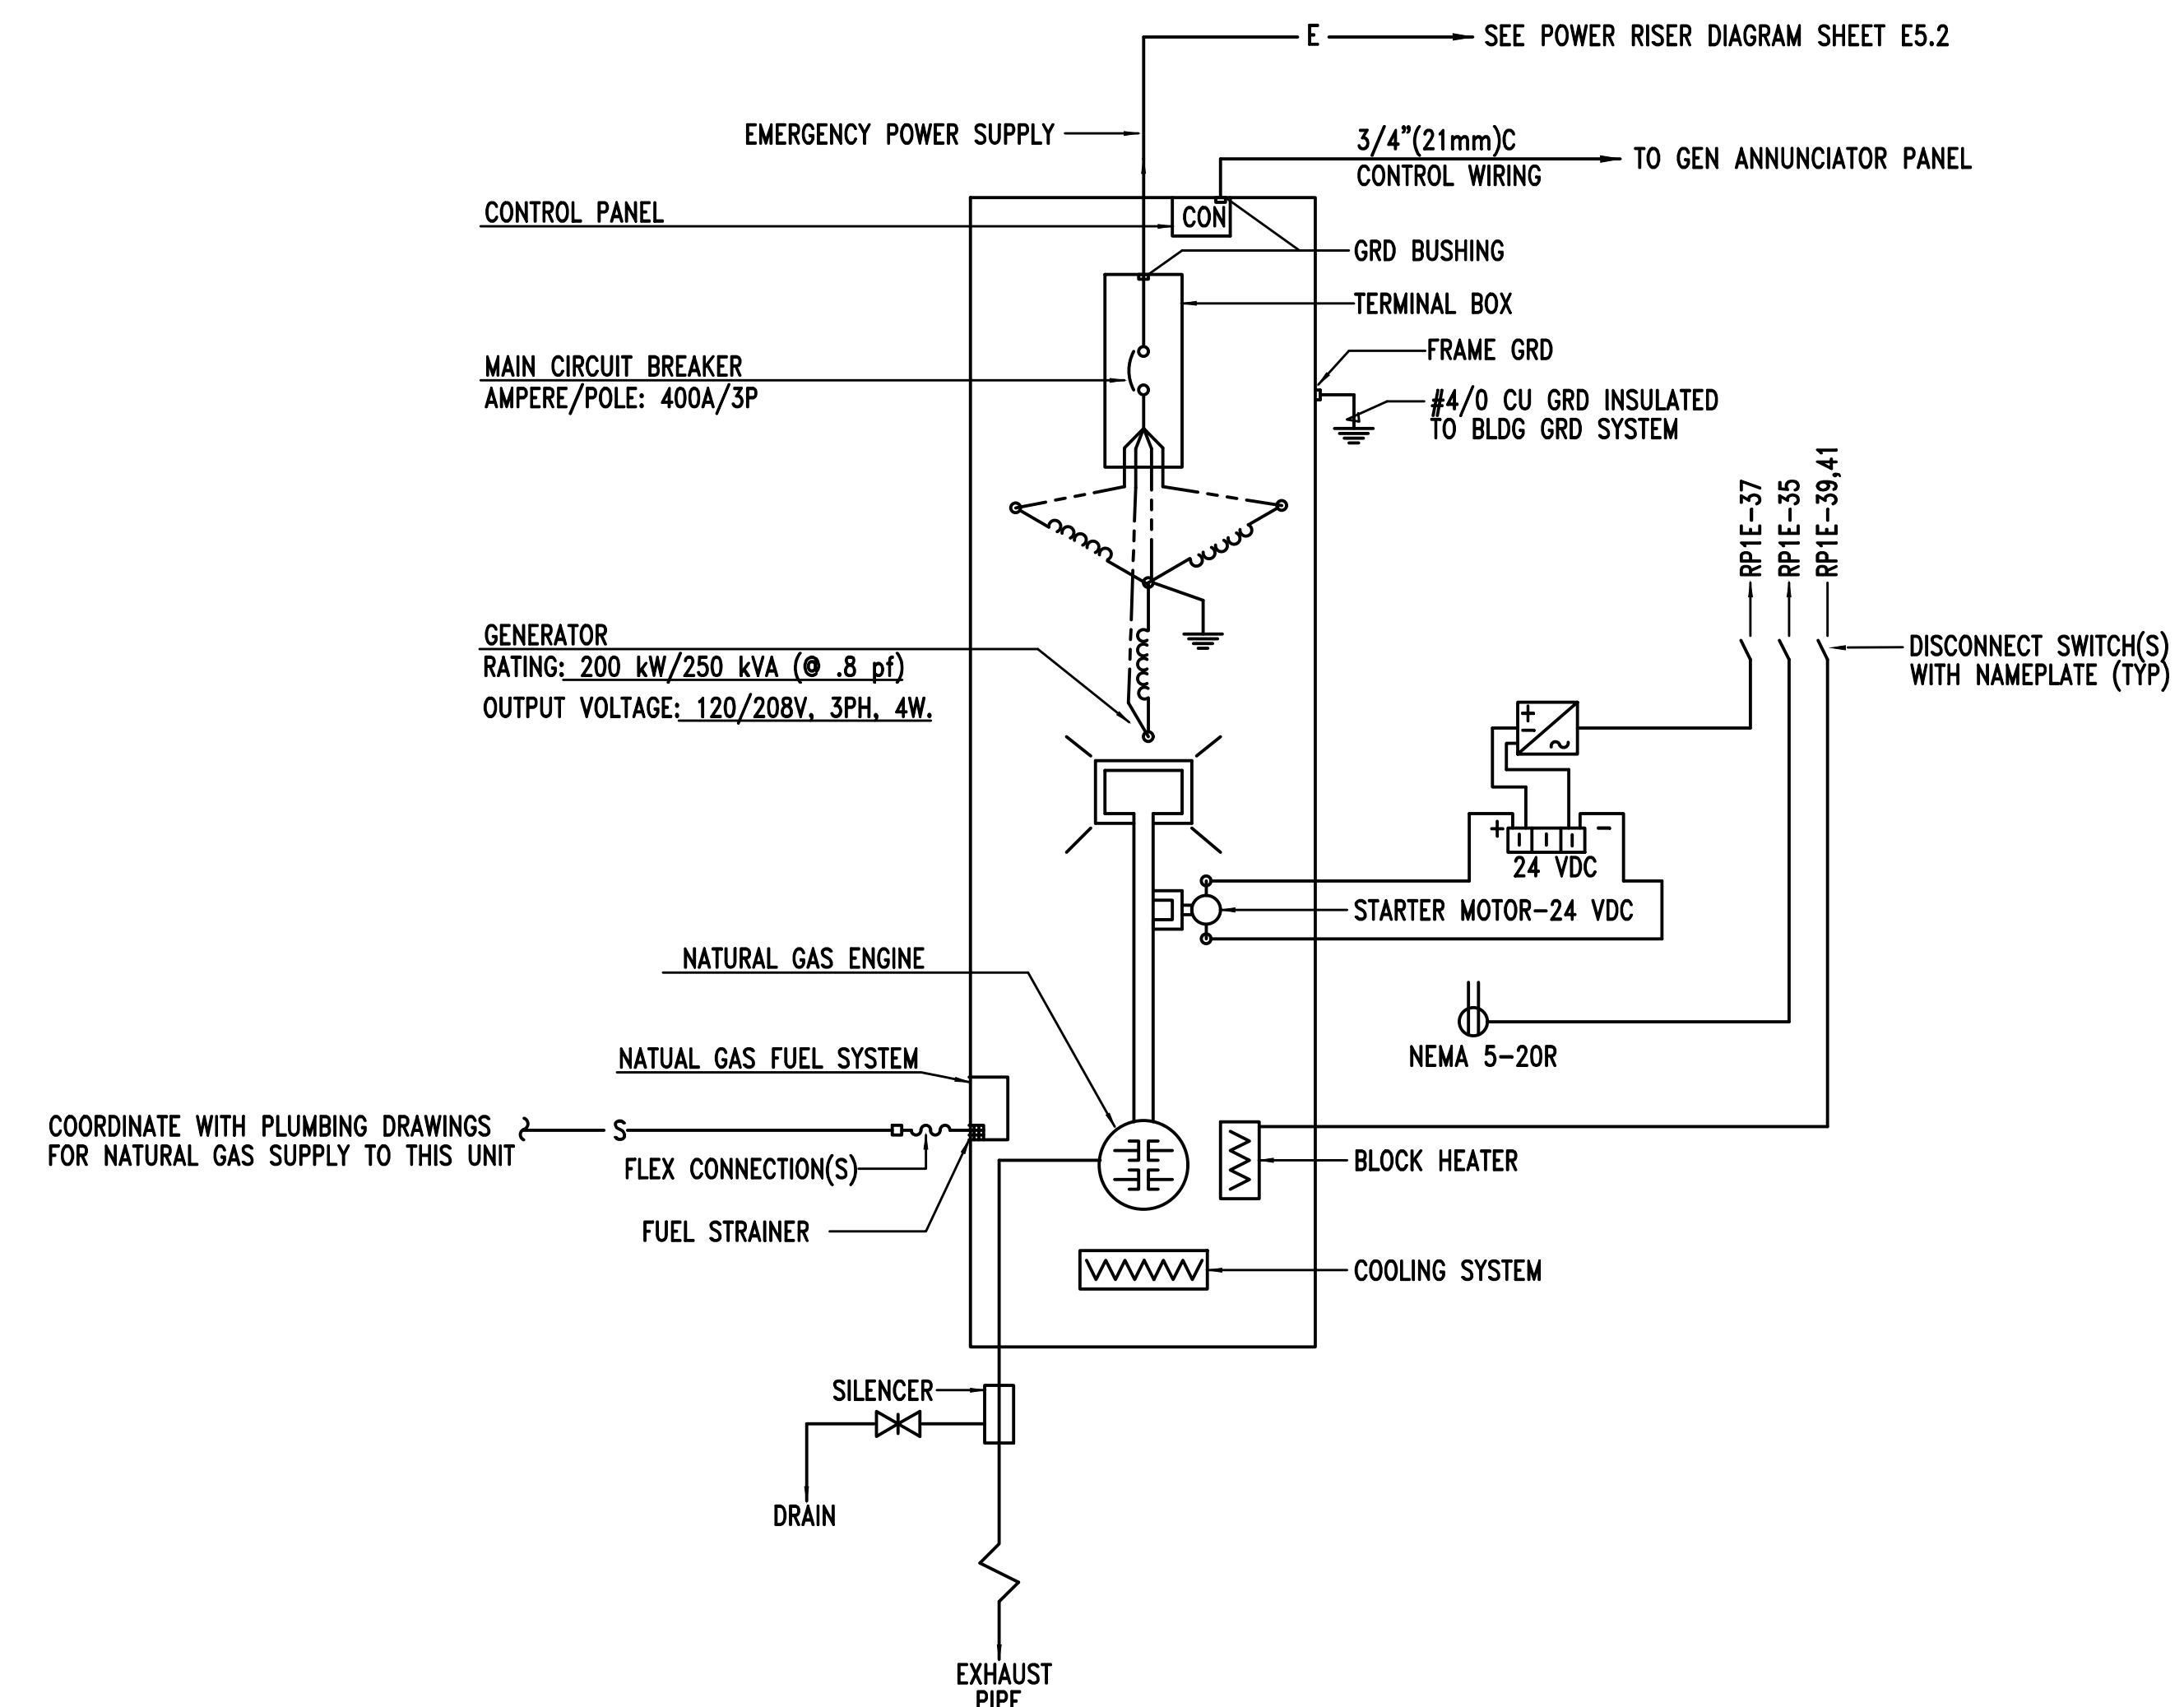 E
SEE POWER RISER DIAGRAM SHEET E5.2
EMERGENCY POWER SUPPLY
3/4"(21mm)C
CONTROL WIRING
TO GEN ANNUNCIATOR PANEL
CONTROL PANEL
CON
GRD BUSHING
TERMINAL BOX
FRAME GRD
MAIN CIRCUIT BREAKER
AMPERE/POLE: 400A/3P
#4/0 CU GRD INSULATED
TO BLDG GRD SYSTEM
RP1E-37
RP1E-35
RP1E-39,41
GENERATOR
RATING: 200 kW/250 kVA (@ .8 pf)
OUTPUT VOLTAGE: 120/208V, 3PH, 4W.
DISCONNECT SWITCH(S)
WITH NAMEPLATE (TYP)
+
−
~
+
−
24 VDC
STARTER MOTOR-24 VDC
NATURAL GAS ENGINE
NEMA 5-20R
NATUAL GAS FUEL SYSTEM
COORDINATE WITH PLUMBING DRAWINGS
FOR NATURAL GAS SUPPLY TO THIS UNIT
S
FLEX CONNECTION(S)
BLOCK HEATER
FUEL STRAINER
COOLING SYSTEM
SILENCER
DRAIN
EXHAUST
PIPE